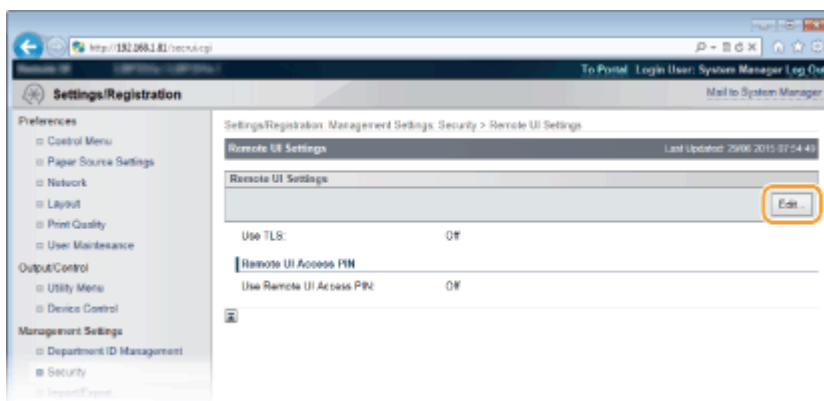 http://192.168.1.81/
To Portal Login User: System Manager Log Out
Settings/Registration
Mail to System Manager
Preferences
Control Menu
Paper Source Settings
Network
Layout
Print Quality
User Maintenance
Output/Control
Utility Menu
Device Control
Management Settings
Department ID Management
Security
Import/Export...
Settings/Registration: Management Settings: Security > Remote UI Settings
Remote UI Settings
Last Updated: 29/06 2015 07:54:49
Remote UI Settings
Edit...
Use TLS: Off
Remote UI Access PIN
Use Remote UI Access PIN: Off